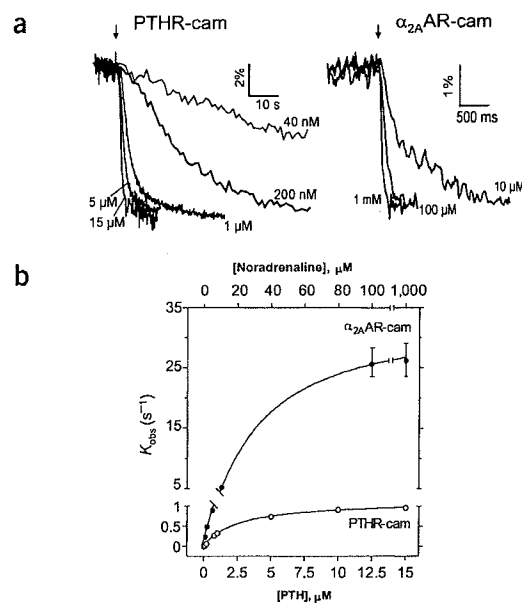 a
PTHR-cam
α2AAR-cam
2%
10 s
40 nM
200 nM
5 µM
15 µM
1 µM
1 %
500 ms
10 µM
1 mM
100 µM
b
[Noradrenaline], µM
0 20 40 60 80 100 1,000
35
α2AAR-cam
25
15
5
1
0.5
0
Kobs (s–1)
PTHR-cam
0 2.5 5 7.5 10 12.5 15
[PTH], µM